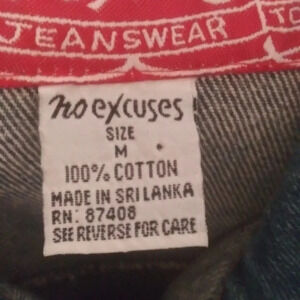 JEANSWEAR
no excuses
SIZE
M
100% COTTON
MADE IN SRI LANKA
RN: 87408
SEE REVERSE FOR CARE